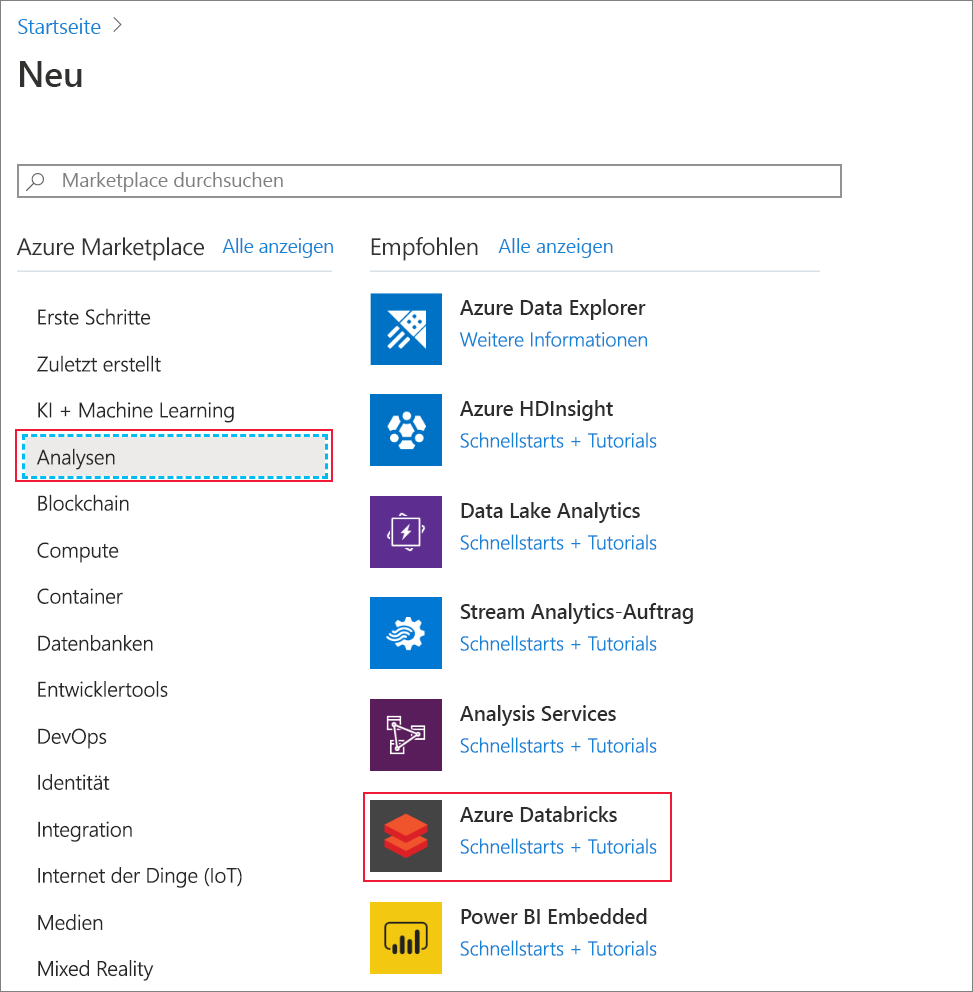 Startseite
Neu
Marketplace durchsuchen
Azure Marketplace Alle anzeigen
Erste Schritte
Zuletzt erstellt
KI + Machine Learning
Analysen
Blockchain
Compute
Container
Datenbanken
Entwicklertools
DevOps
Identität
Integration
Internet der Dinge (IoT)
Medien
Mixed Reality
Empfohlen Alle anzeigen
Azure Data Explorer
Weitere Informationen
Azure HDInsight
Schnellstarts + Tutorials
Data Lake Analytics
Schnellstarts + Tutorials
Stream Analytics-Auftrag
Schnellstarts + Tutorials
Analysis Services
Schnellstarts + Tutorials
Azure Databricks
Schnellstarts + Tutorials
Power BI Embedded
Schnellstarts + Tutorials